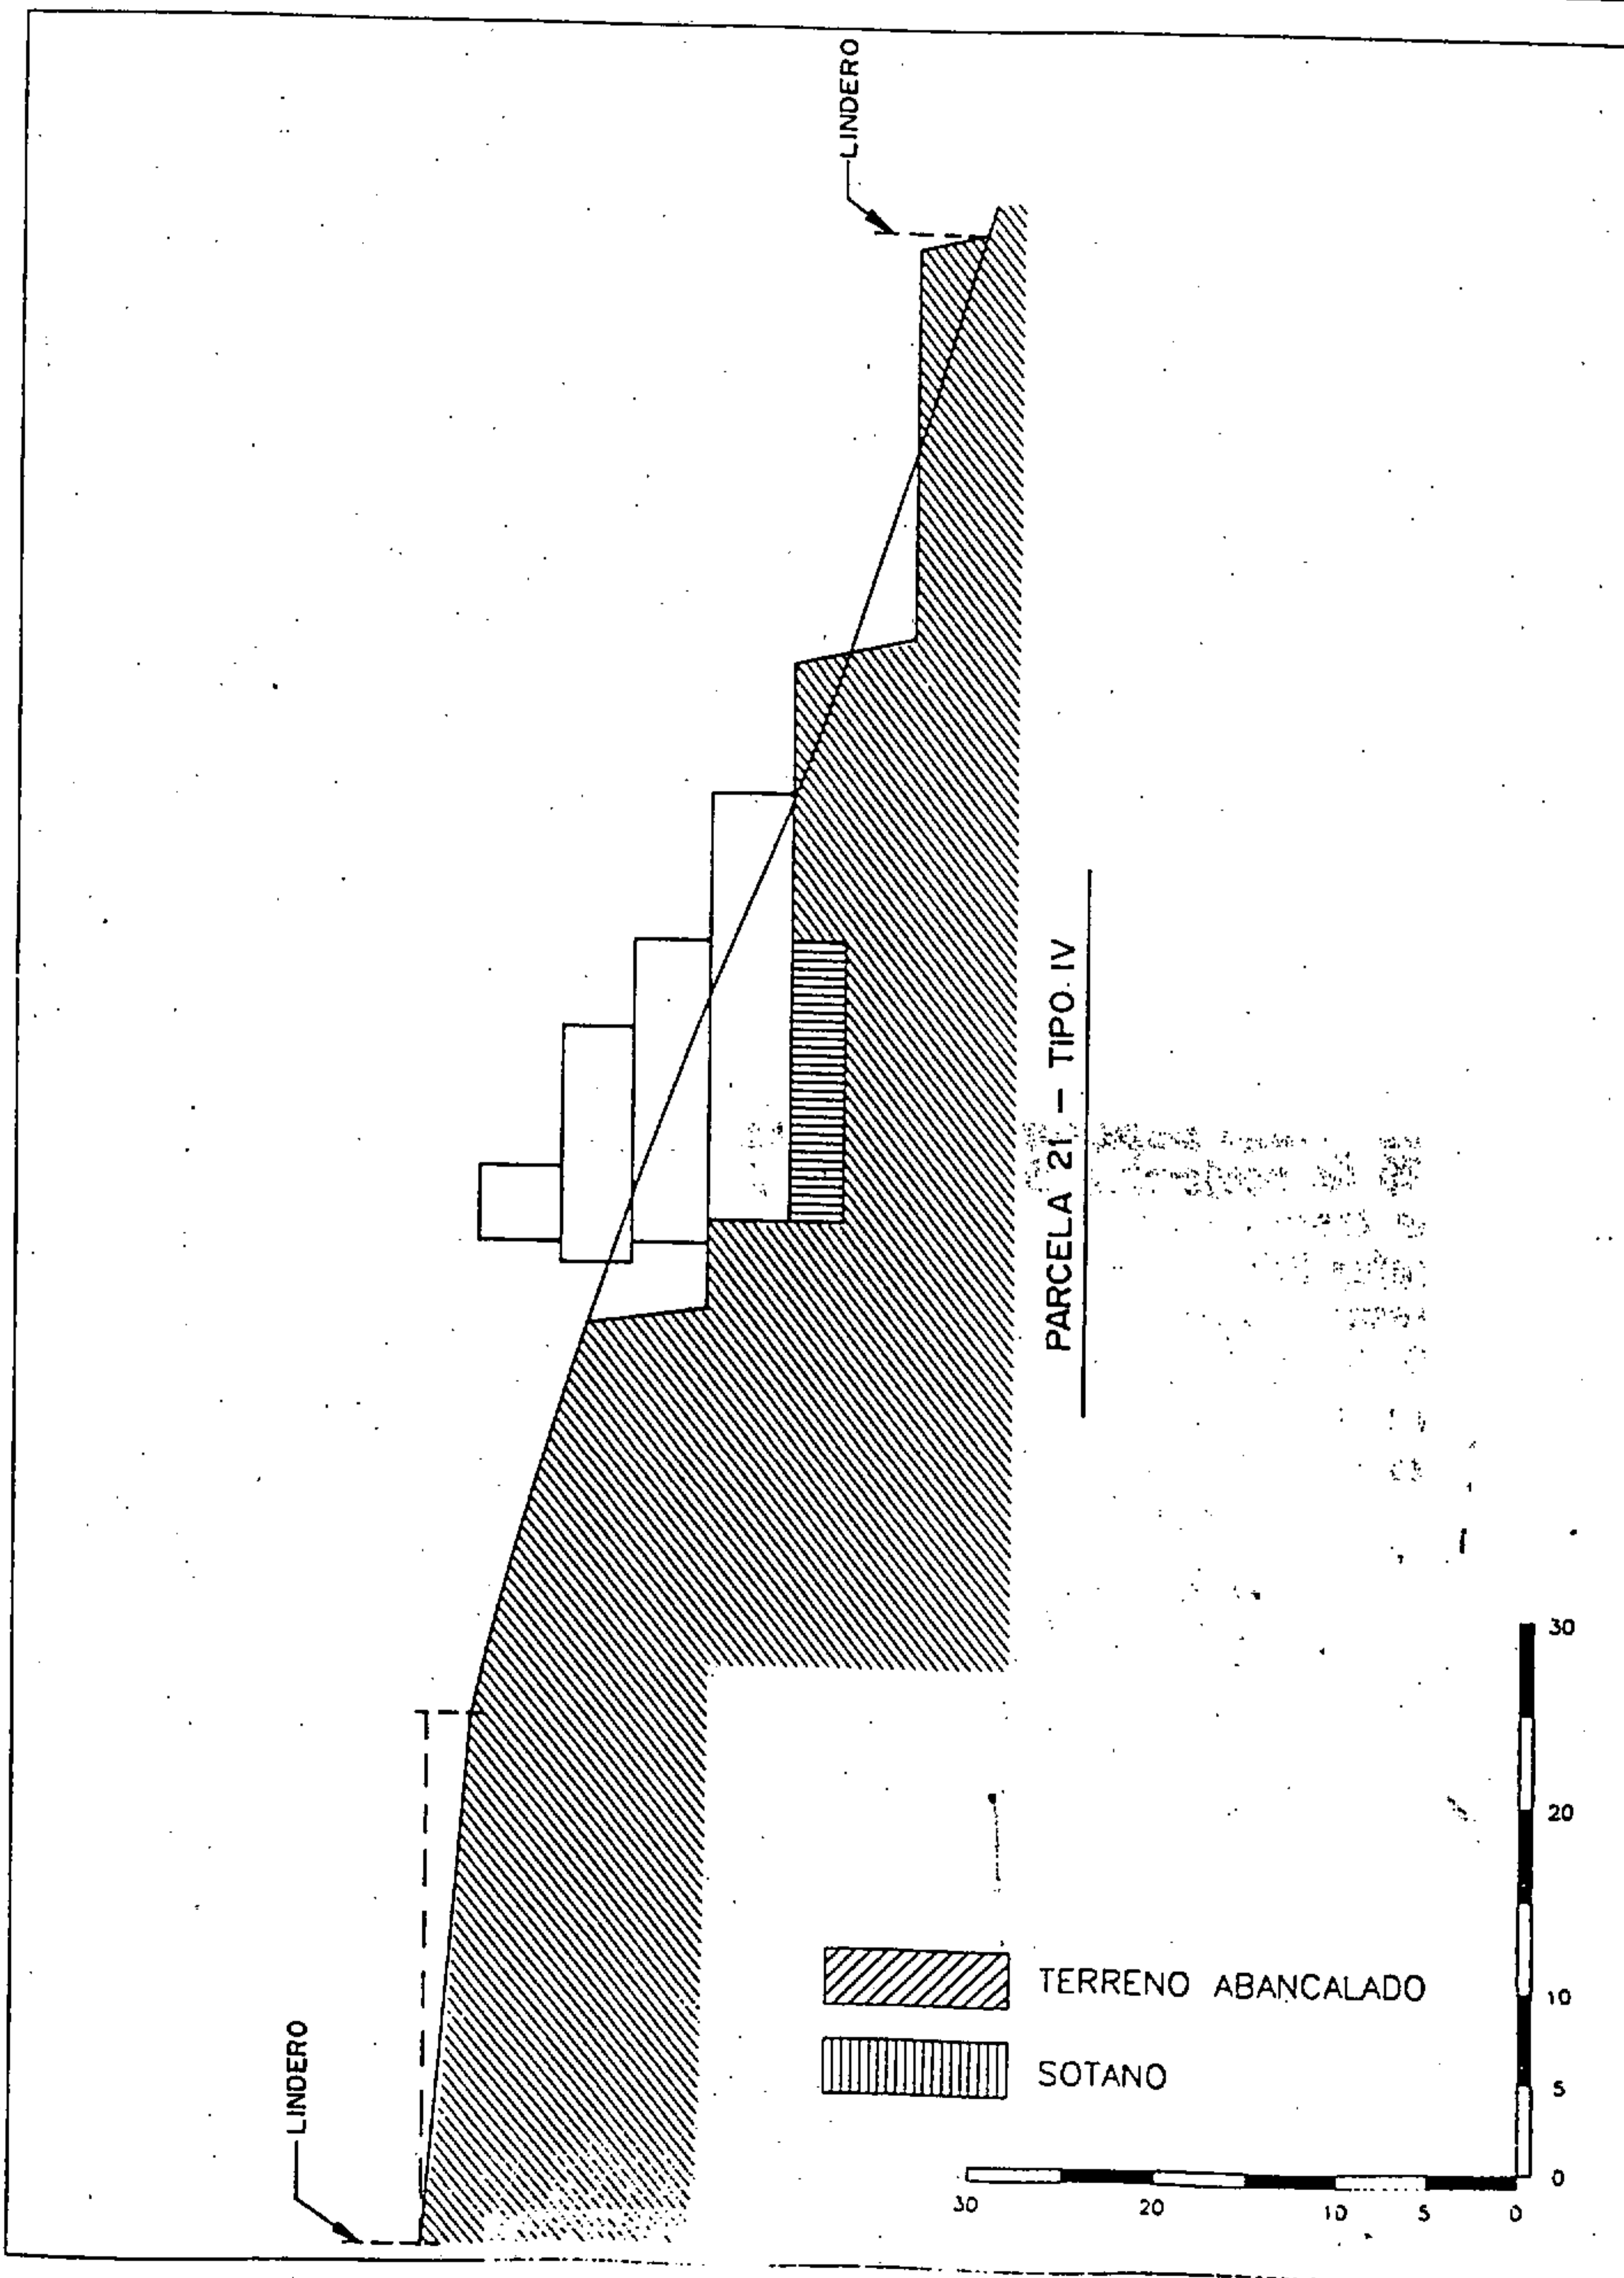 LINDERO
LINDERO
PARCELA 21 — TIPO IV
TERRENO ABANCALADO
SOTANO
30
20
10
5
0
30
20
10
5
0